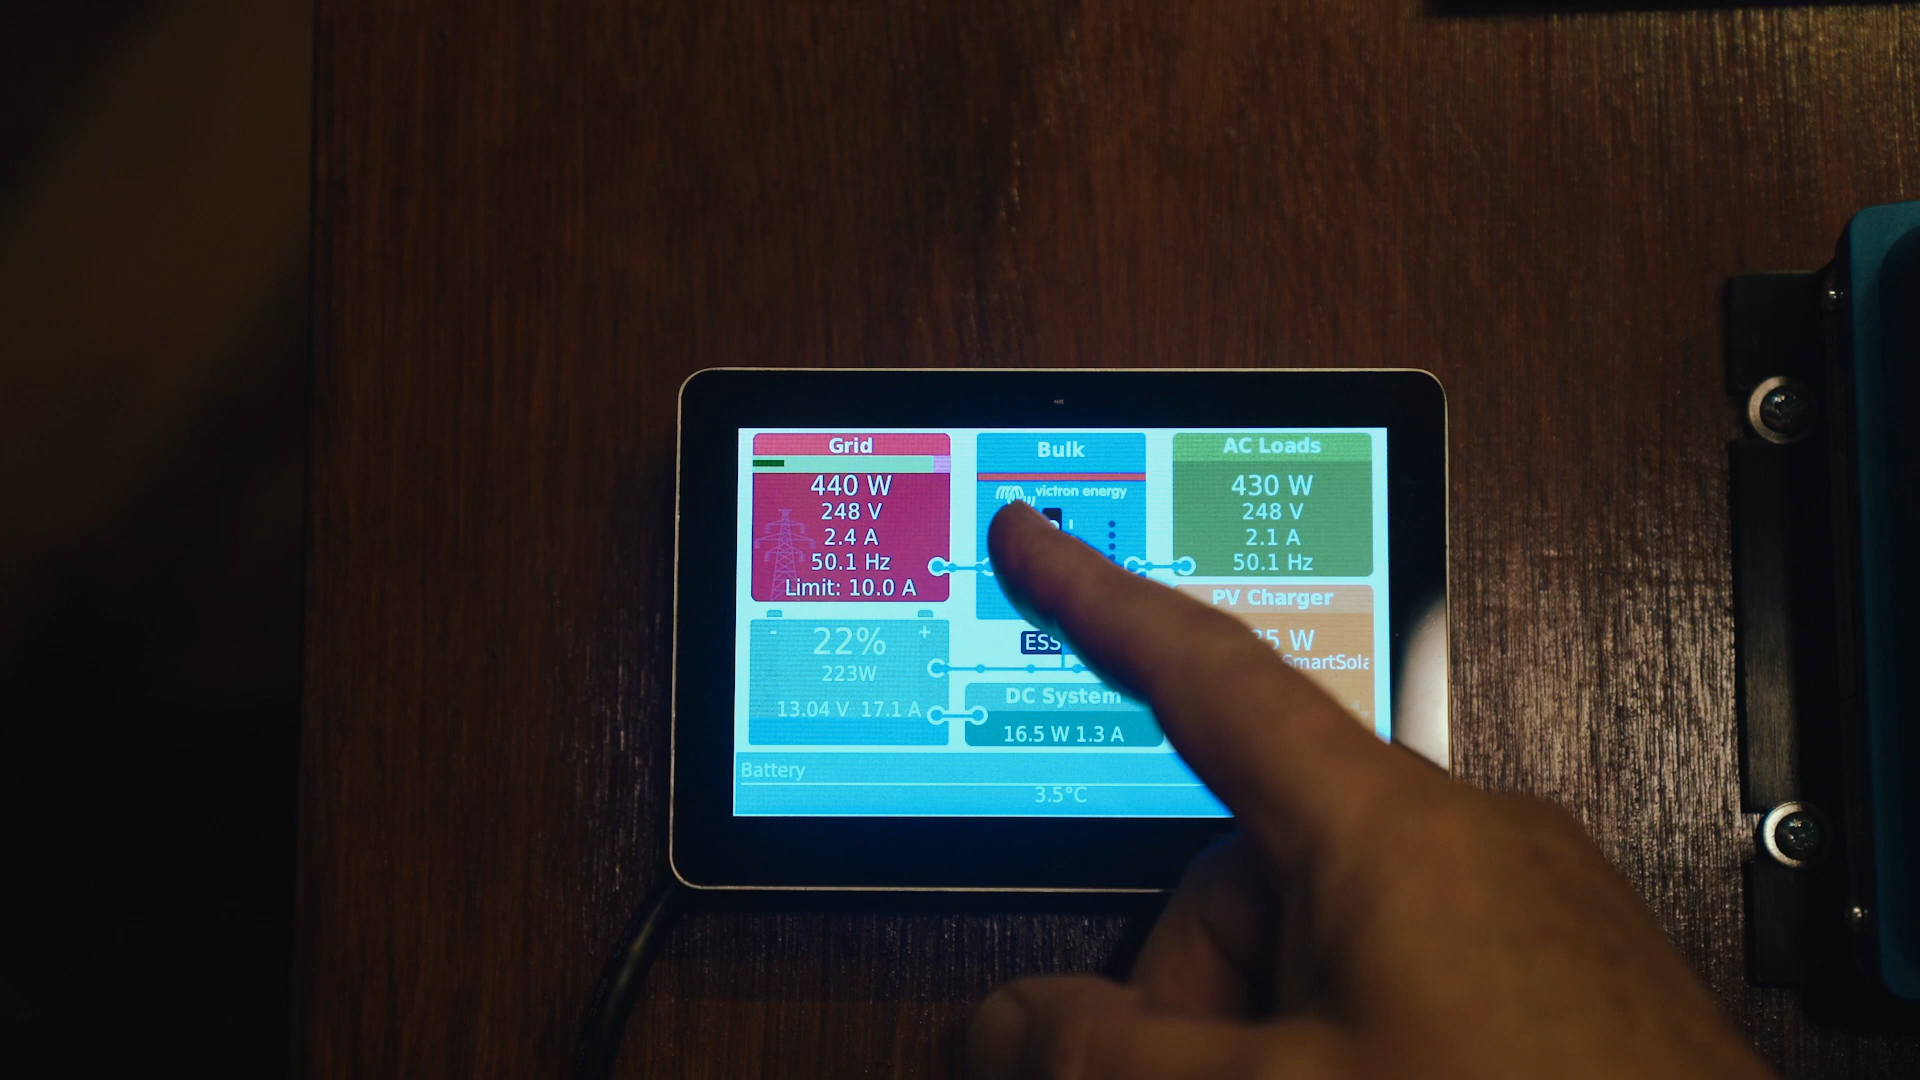 Grid
440 W
248 V
2.4 A
50.1 Hz
Limit: 10.0 A
Bulk
victron energy
AC Loads
430 W
248 V
2.1 A
50.1 Hz
- 22% +
223W
13.04 V 17.1 A
ESS
DC System
16.5 W 1.3 A
PV Charger
5 W
SmartSola
Battery
3.5°C